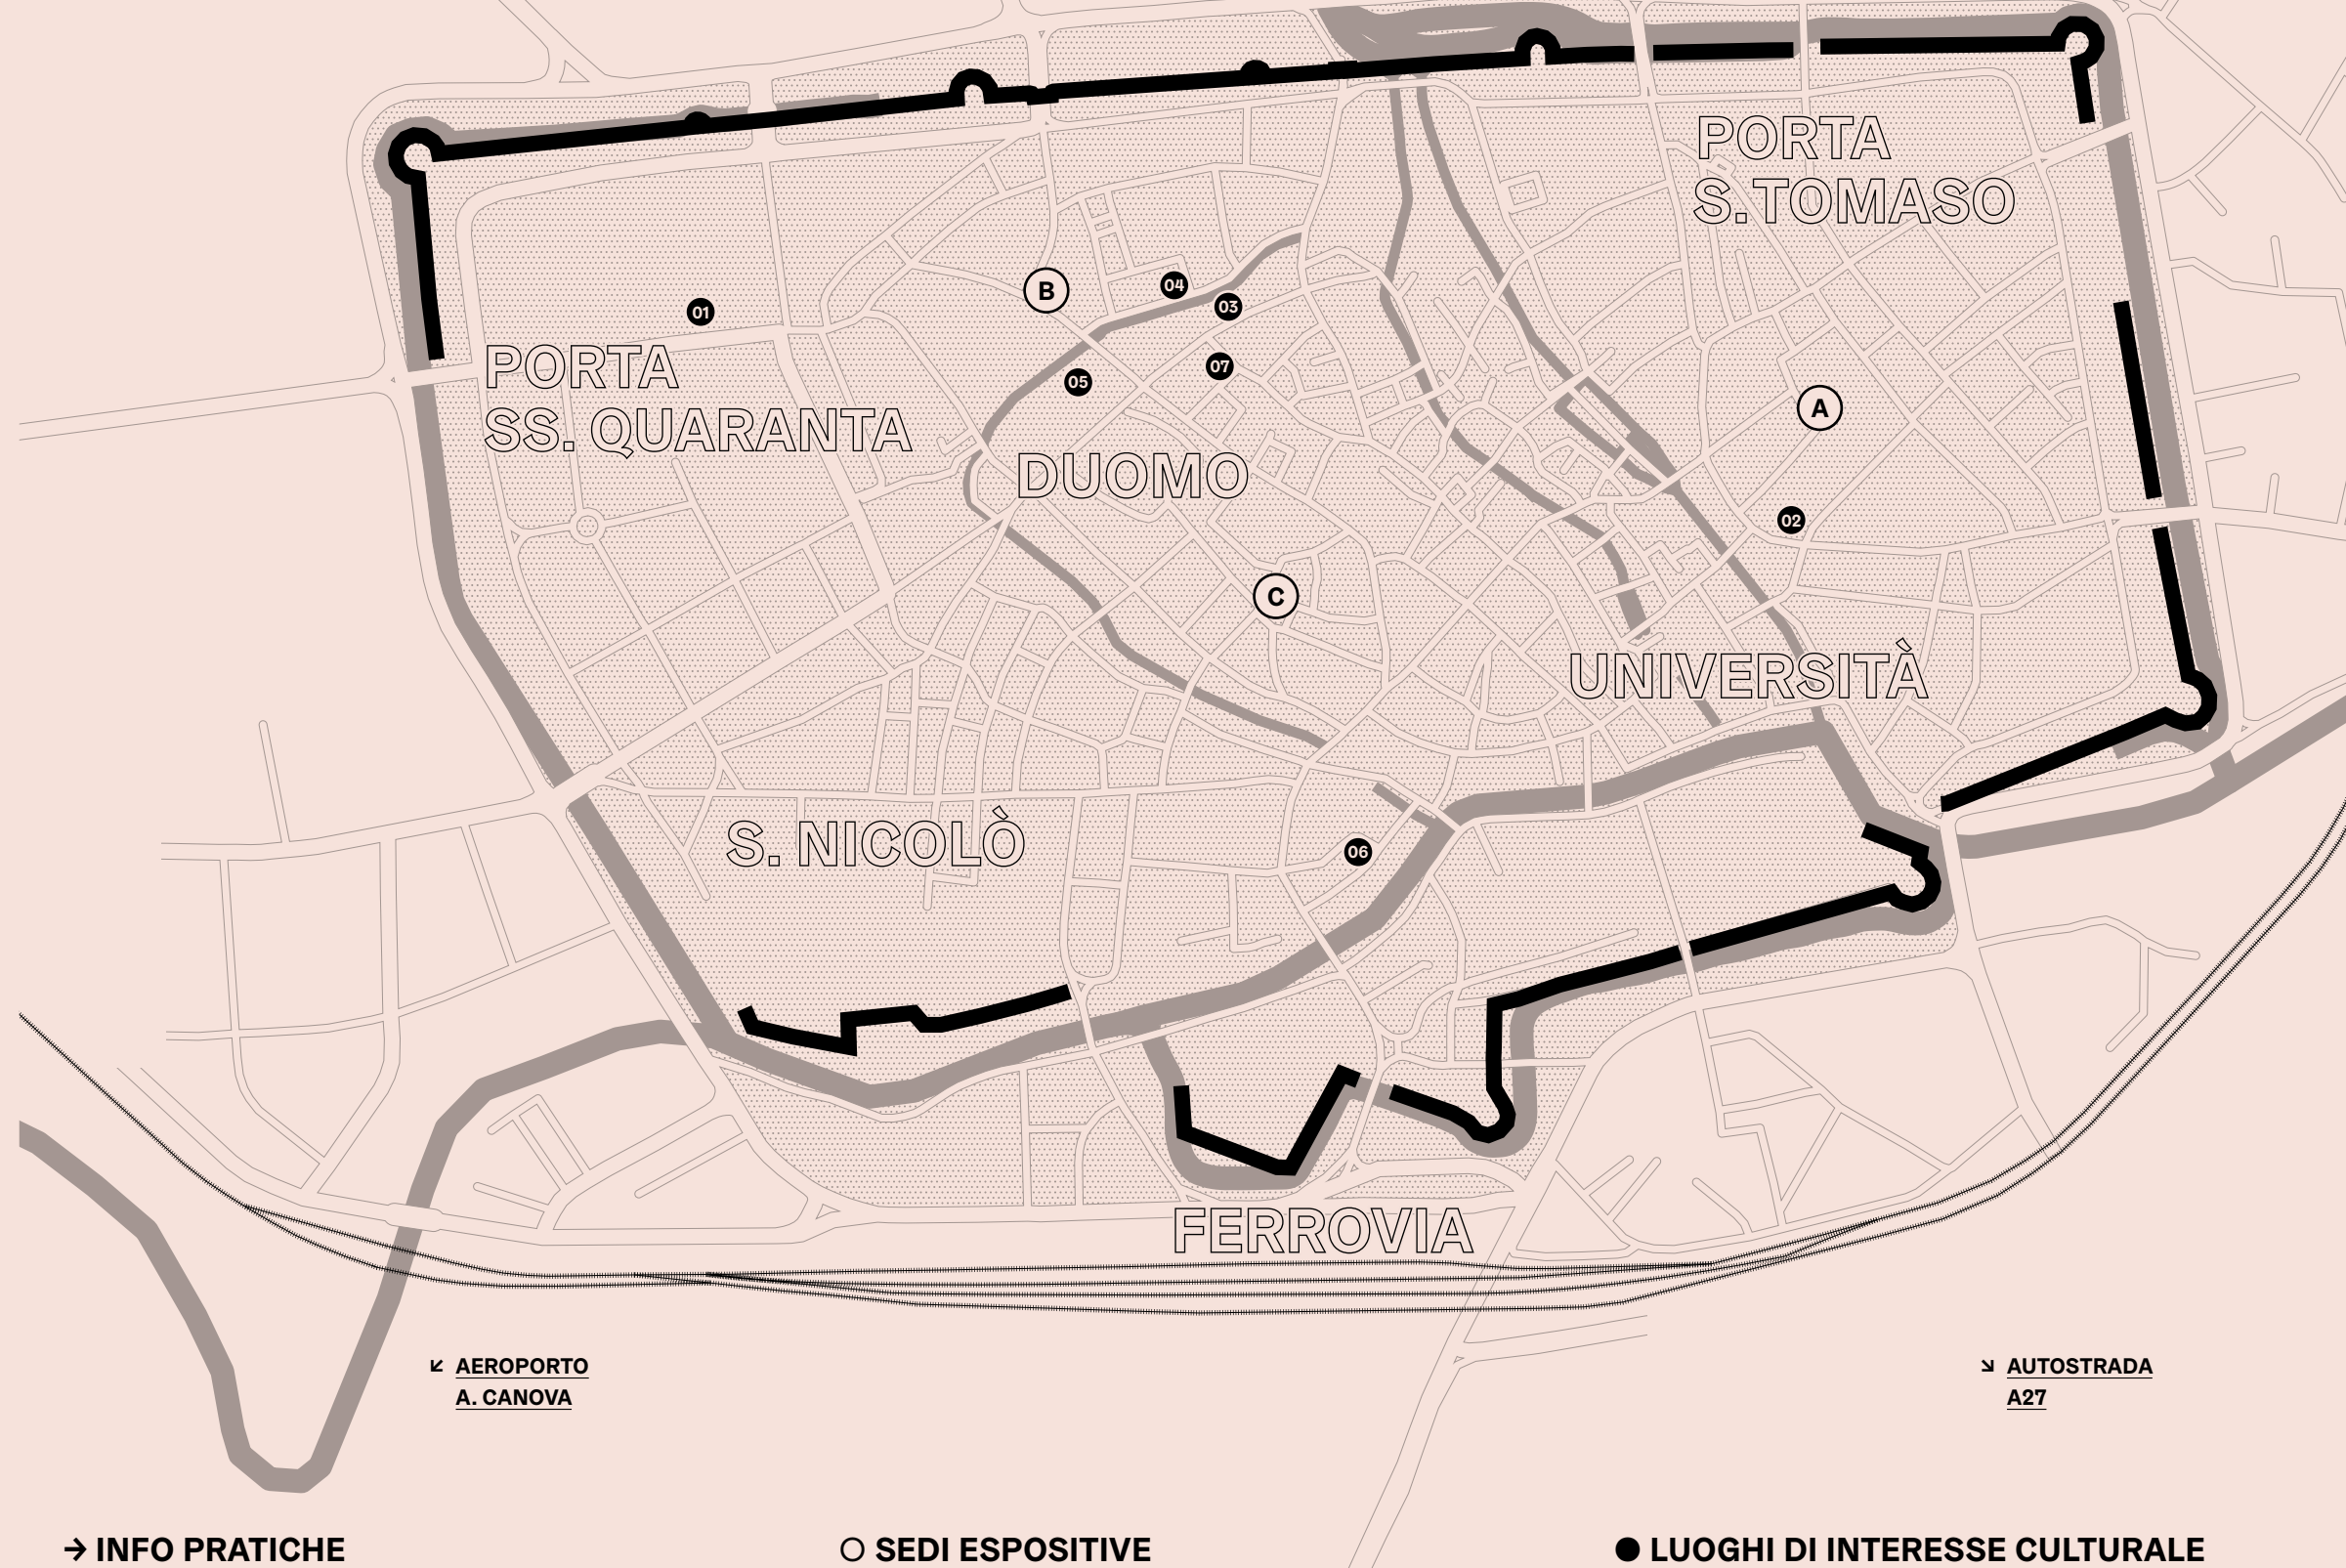 PORTA
S.TOMASO
B
04
03
01
07
05
PORTA
SS. QUARANTA
A
DUOMO
02
C
UNIVERSITÀ
S. NICOLÒ
06
FERROVIA
↙ AEROPORTO
A. CANOVA
↘ AUTOSTRADA
A27
→ INFO PRATICHE
○ SEDI ESPOSITIVE
● LUOGHI DI INTERESSE CULTURALE